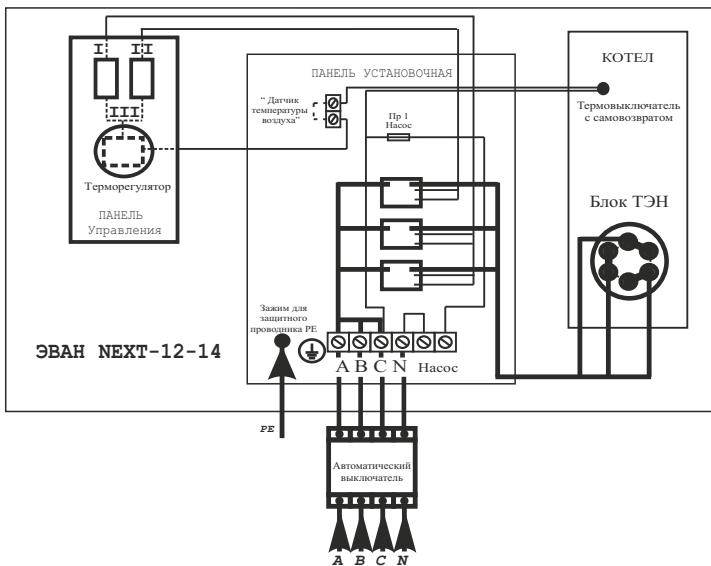 I II
III
Терморегулятор
ПАНЕЛЬ
Управления
ПАНЕЛЬ УСТАНОВОЧНАЯ
“ Датчик
температуры
воздуха”
Пр 1
Насос
КОТЕЛ
Термовыключатель
с самовозвратом
Блок ТЭН
Зажим для
защитного
проводника PE
ЭВАН NEXT-12-14
A B C N Насос
PE
Автоматический
выключатель
A B C N